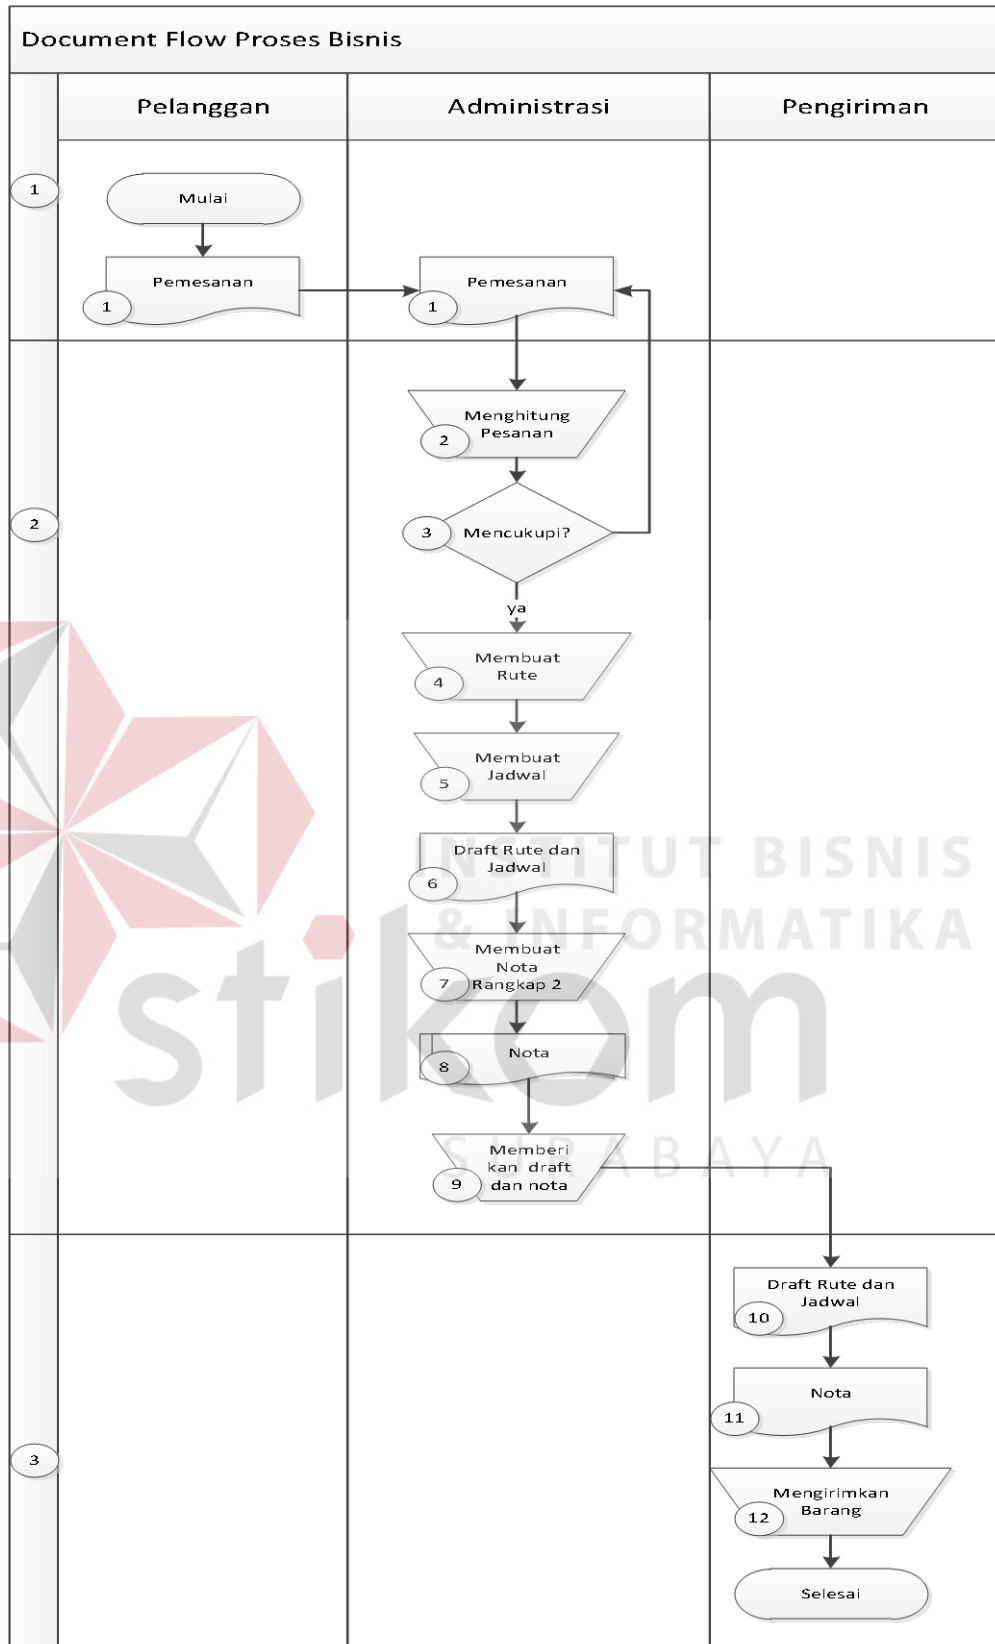 Document Flow Proses Bisnis
Pelanggan
Administrasi
Pengiriman
1
Mulai
Pemesanan
1
Pemesanan
1
2
Menghitung
Pesanan
2
Mencukupi?
3
ya
Membuat
Rute
4
Membuat
Jadwal
5
Draft Rute dan
Jadwal
6
Membuat
Nota
Rangkap 2
7
Nota
8
Memberi
kan draft
dan nota
9
3
Draft Rute dan
Jadwal
10
Nota
11
Mengirimkan
Barang
12
Selesai
INSTITUT BISNIS
& INFORMATIKA
stikom
SURABAYA